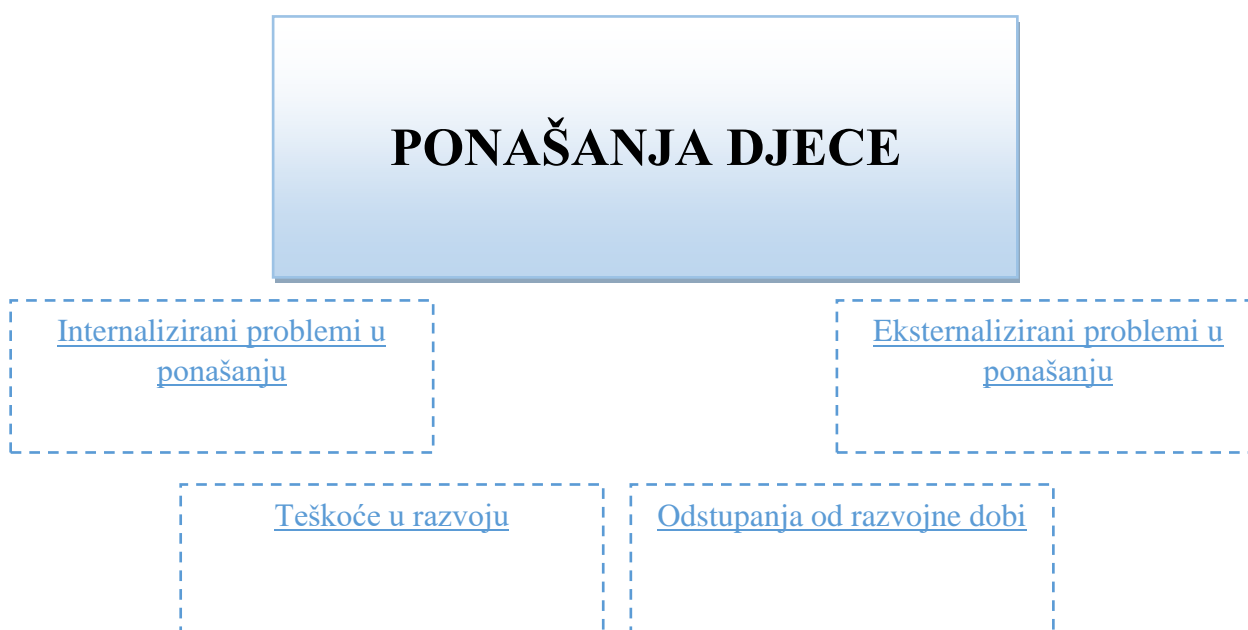 PONAŠANJA DJECE
Internalizirani problemi u
ponašanju
Eksternalizirani problemi u
ponašanju
Teškoće u razvoju
Odstupanja od razvojne dobi